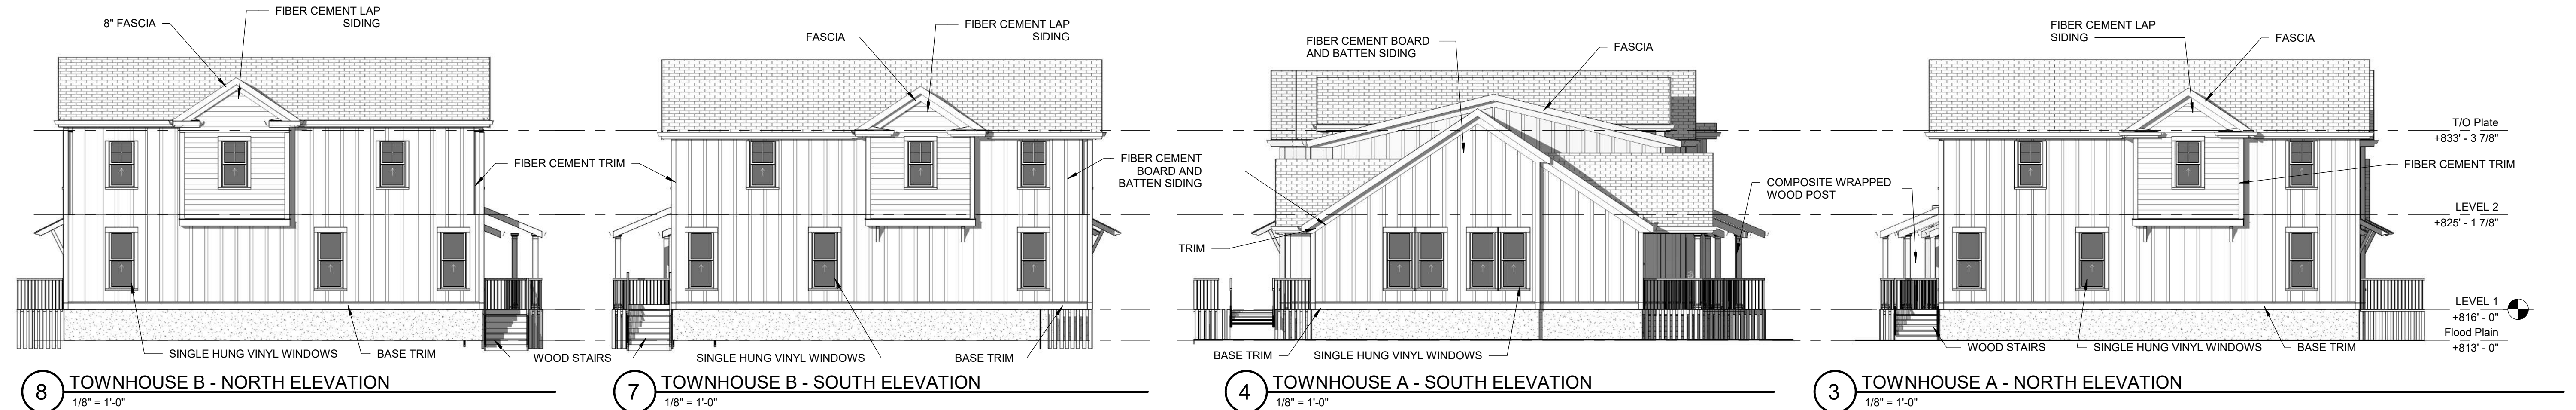 8" FASCIA
FIBER CEMENT LAP
SIDING
FIBER CEMENT TRIM
SINGLE HUNG VINYL WINDOWS
BASE TRIM
WOOD STAIRS
8
TOWNHOUSE B - NORTH ELEVATION
1/8" = 1'-0"
FASCIA
FIBER CEMENT LAP
SIDING
FIBER CEMENT
BOARD AND
BATTEN SIDING
SINGLE HUNG VINYL WINDOWS
BASE TRIM
7
TOWNHOUSE B - SOUTH ELEVATION
1/8" = 1'-0"
FIBER CEMENT BOARD
AND BATTEN SIDING
FASCIA
TRIM
COMPOSITE WRAPPED
WOOD POST
BASE TRIM
SINGLE HUNG VINYL WINDOWS
4
TOWNHOUSE A - SOUTH ELEVATION
1/8" = 1'-0"
FIBER CEMENT LAP
SIDING
FASCIA
T/O Plate
+833' - 3 7/8"
FIBER CEMENT TRIM
LEVEL 2
+825' - 1 7/8"
LEVEL 1
+816' - 0"
Flood Plain
+813' - 0"
WOOD STAIRS
SINGLE HUNG VINYL WINDOWS
BASE TRIM
3
TOWNHOUSE A - NORTH ELEVATION
1/8" = 1'-0"